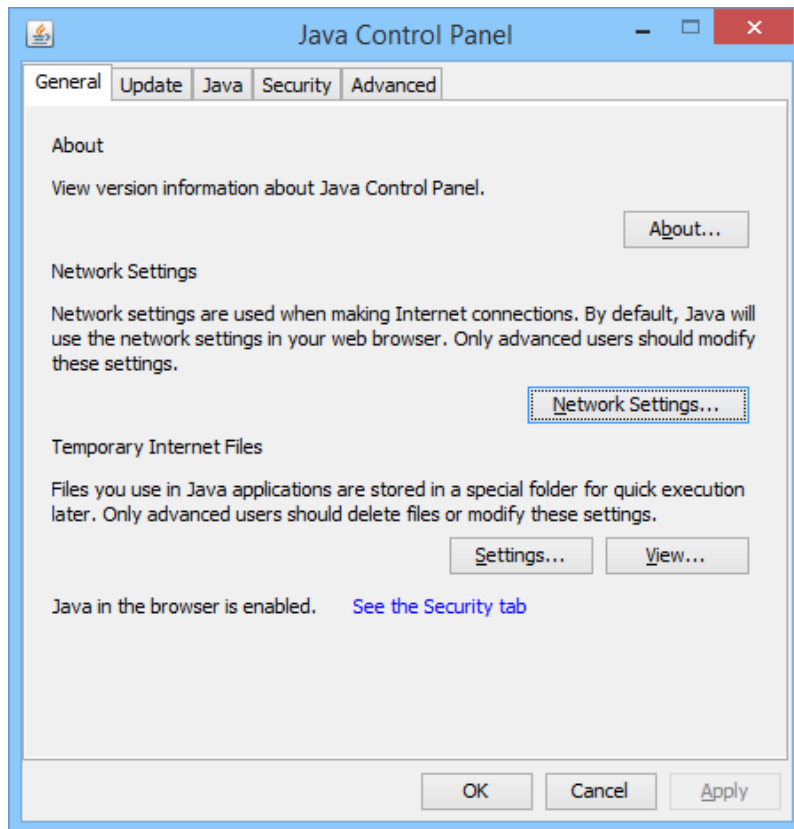 Java Control Panel
General Update Java Security Advanced
About
View version information about Java Control Panel.
About...
Network Settings
Network settings are used when making Internet connections. By default, Java will
use the network settings in your web browser. Only advanced users should modify
these settings.
Network Settings...
Temporary Internet Files
Files you use in Java applications are stored in a special folder for quick execution
later. Only advanced users should delete files or modify these settings.
Settings... View...
Java in the browser is enabled. See the Security tab
OK Cancel Apply